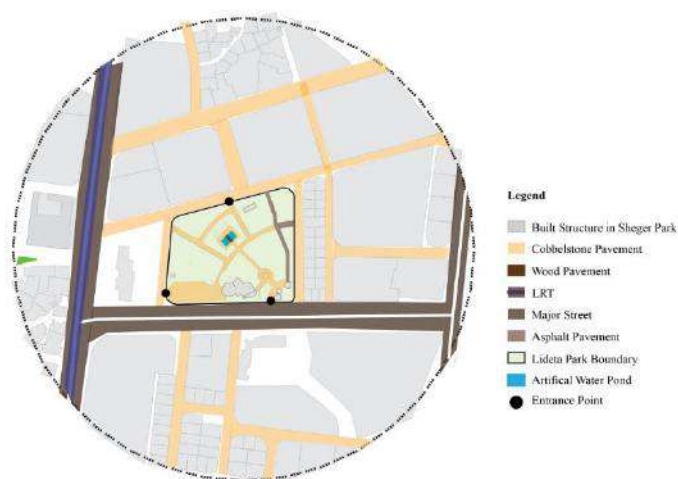 Legend
Built Structure in Sheger Park
Cobbelstone Pavement
Wood Pavement
LRT
Major Street
Asphalt Pavement
Lideta Park Boundary
Artifical Water Pond
Entrance Point